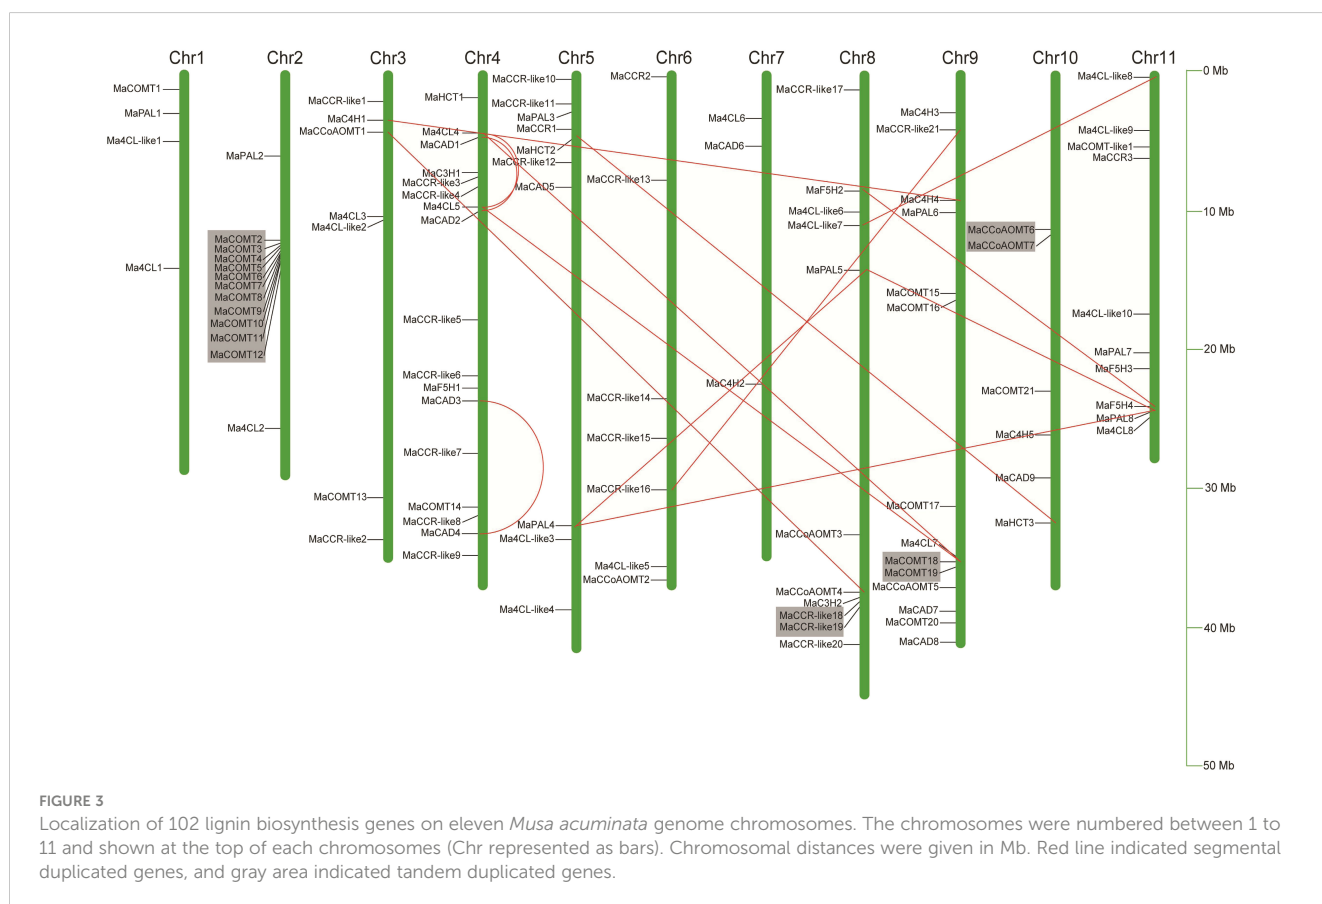 Chr1 Chr2 Chr3 Chr4 Chr5 Chr6 Chr7 Chr8 Chr9 Chr10 Chr11
MaCOMT1
MaPAL1
Ma4CL-like1
Ma4CL1
MaPAL2
MaCOMT2
MaCOMT3
MaCOMT4
MaCOMT5
MaCOMT6
MaCOMT7
MaCOMT8
MaCOMT9
MaCOMT10
MaCOMT11
MaCOMT12
Ma4CL2
MaCCR-like1
MaC4H1
MaCCoAOMT1
Ma4CL3
Ma4CL-like2
MaCOMT13
MaCCR-like2
MaHCT1
Ma4CL4
MaCAD1
MaC3H1
MaCCR-like3
MaCCR-like4
Ma4CL5
MaCAD2
MaCCR-like5
MaCCR-like6
MaF5H1
MaCAD3
MaCCR-like7
MaCOMT14
MaCCR-like8
MaCAD4
MaCCR-like9
MaCCR-like10
MaCCR-like11
MaPAL3
MaCCR1
MaHCT2
MaCCR-like12
MaCAD5
MaPAL4
Ma4CL-like3
Ma4CL-like4
MaCCR2
MaCCR-like13
MaCCR-like14
MaCCR-like15
MaCCR-like16
Ma4CL-like5
MaCCoAOMT2
Ma4CL6
MaCAD6
MaC4H2
MaCCR-like17
MaF5H2
Ma4CL-like6
Ma4CL-like7
MaPAL5
MaCCoAOMT3
MaCCoAOMT4
MaC3H2
MaCCR-like18
MaCCR-like19
MaCCR-like20
MaC4H3
MaCCR-like21
MaC4H4
MaPAL6
MaCOMT15
MaCOMT16
MaCOMT17
Ma4CL7
MaCOMT18
MaCOMT19
MaCCoAOMT5
MaCAD7
MaCOMT20
MaCAD8
MaCCoAOMT6
MaCCoAOMT7
MaCOMT21
MaC4H5
MaCAD9
MaHCT3
Ma4CL-like8
Ma4CL-like9
MaCOMT-like1
MaCCR3
Ma4CL-like10
MaPAL7
MaF5H3
MaF5H4
MaPAL8
Ma4CL8
0 Mb
10 Mb
20 Mb
30 Mb
40 Mb
50 Mb
FIGURE 3
Localization of 102 lignin biosynthesis genes on eleven Musa acuminata genome chromosomes. The chromosomes were numbered between 1 to
11 and shown at the top of each chromosomes (Chr represented as bars). Chromosomal distances were given in Mb. Red line indicated segmental
duplicated genes, and gray area indicated tandem duplicated genes.